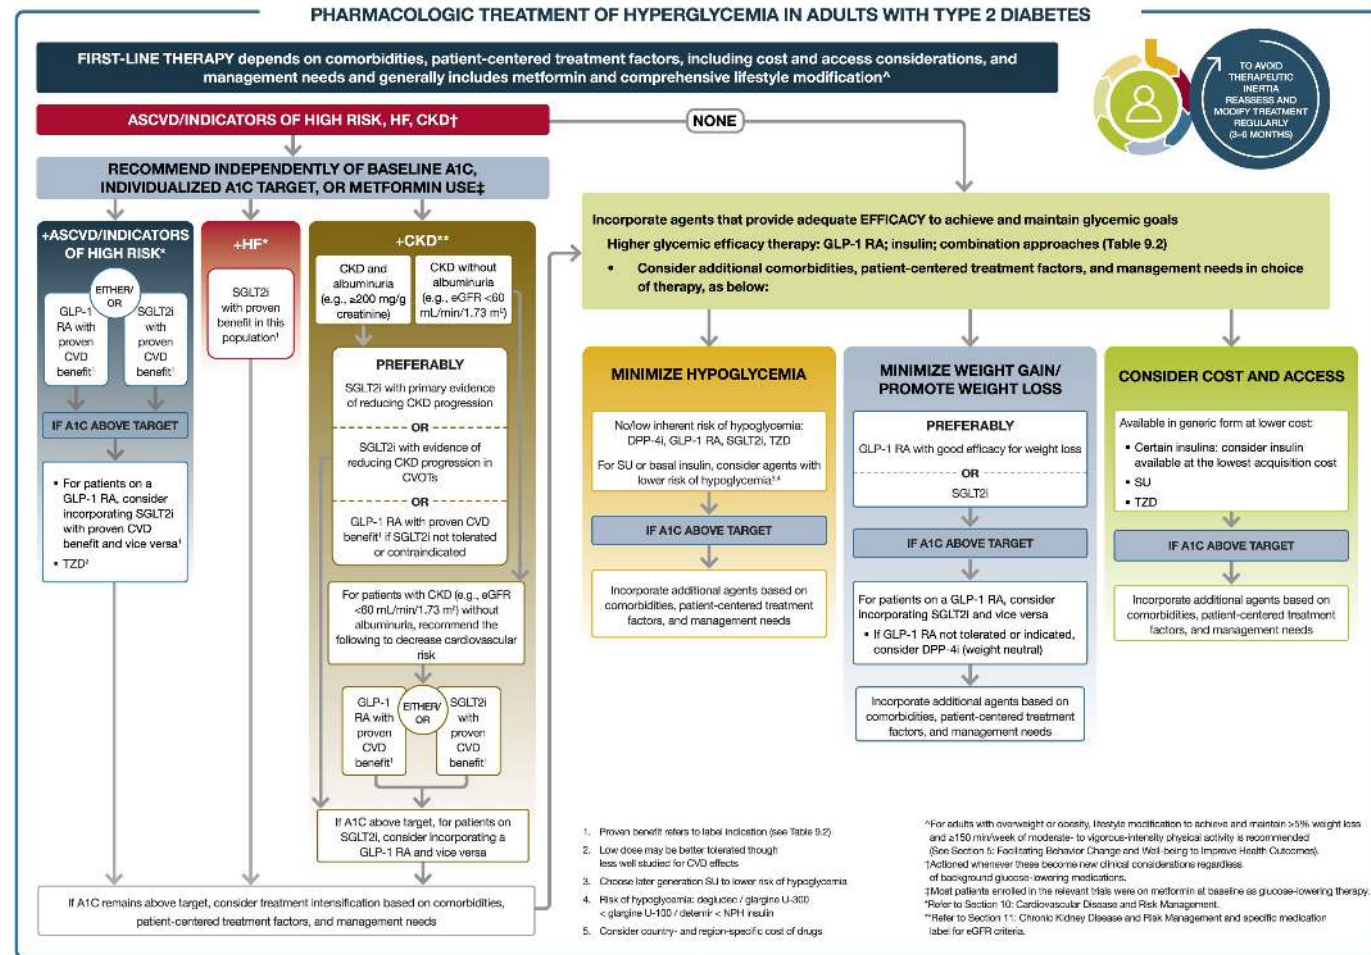 PHARMACOLOGIC TREATMENT OF HYPERGLYCEMIA IN ADULTS WITH TYPE 2 DIABETES
FIRST-LINE THERAPY depends on comorbidities, patient-centered treatment factors, including cost and access considerations, and
management needs and generally includes metformin and comprehensive lifestyle modification^
TO AVOID
THERAPEUTIC
INERTIA
REASSESS AND
MODIFY TREATMENT
REGULARLY
(3–6 MONTHS)
ASCVD/INDICATORS OF HIGH RISK, HF, CKD†
NONE
RECOMMEND INDEPENDENTLY OF BASELINE A1C,
INDIVIDUALIZED A1C TARGET, OR METFORMIN USE‡
+ASCVD/INDICATORS
OF HIGH RISK*
EITHER/
OR
GLP-1
RA with
proven
CVD
benefit¹
SGLT2i
with
proven
CVD
benefit¹
IF A1C ABOVE TARGET
▪ For patients on a
GLP-1 RA, consider
incorporating SGLT2i
with proven CVD
benefit and vice versa¹
▪ TZD²
+HF*
SGLT2i
with proven
benefit in this
population¹
+CKD**
CKD and
albuminuria
(e.g., ≥200 mg/g
creatinine)
CKD without
albuminuria
(e.g., eGFR <60
mL/min/1.73 m²)
PREFERABLY
SGLT2i with primary evidence
of reducing CKD progression
OR
SGLT2i with evidence of
reducing CKD progression in
CVOTs
OR
GLP-1 RA with proven CVD
benefit¹ if SGLT2i not tolerated
or contraindicated
For patients with CKD (e.g., eGFR
<60 mL/min/1.73 m²) without
albuminuria, recommend the
following to decrease cardiovascular
risk
GLP-1
RA with
proven
CVD
benefit¹
EITHER/
OR
SGLT2i
with
proven
CVD
benefit¹
If A1C above target, for patients on
SGLT2i, consider incorporating a
GLP-1 RA and vice versa
If A1C remains above target, consider treatment intensification based on comorbidities,
patient-centered treatment factors, and management needs
Incorporate agents that provide adequate EFFICACY to achieve and maintain glycemic goals
Higher glycemic efficacy therapy: GLP-1 RA; insulin; combination approaches (Table 9.2)
• Consider additional comorbidities, patient-centered treatment factors, and management needs in choice
of therapy, as below:
MINIMIZE HYPOGLYCEMIA
No/low inherent risk of hypoglycemia:
DPP-4i, GLP-1 RA, SGLT2i, TZD
For SU or basal insulin, consider agents with
lower risk of hypoglycemia³,⁴
IF A1C ABOVE TARGET
Incorporate additional agents based on
comorbidities, patient-centered treatment
factors, and management needs
MINIMIZE WEIGHT GAIN/
PROMOTE WEIGHT LOSS
PREFERABLY
GLP-1 RA with good efficacy for weight loss
OR
SGLT2i
IF A1C ABOVE TARGET
For patients on a GLP-1 RA, consider
incorporating SGLT2i and vice versa
▪ If GLP-1 RA not tolerated or indicated,
consider DPP-4i (weight neutral)
Incorporate additional agents based on
comorbidities, patient-centered treatment
factors, and management needs
CONSIDER COST AND ACCESS
Available in generic form at lower cost:
▪ Certain insulins: consider insulin
available at the lowest acquisition cost
▪ SU
▪ TZD
IF A1C ABOVE TARGET
Incorporate additional agents based on
comorbidities, patient-centered treatment
factors, and management needs
1. Proven benefit refers to label indication (see Table 9.2)
2. Low dose may be better tolerated though
less well studied for CVD effects
3. Choose later generation SU to lower risk of hypoglycemia
4. Risk of hypoglycemia: degludec / glargine U-300
< glargine U-100 / detemir < NPH insulin
5. Consider country- and region-specific cost of drugs
^For adults with overweight or obesity, lifestyle modification to achieve and maintain >5% weight loss
and ≥150 min/week of moderate- to vigorous-intensity physical activity is recommended
(See Section 5: Facilitating Behavior Change and Well-being to Improve Health Outcomes).
†Actioned whenever these become new clinical considerations regardless
of background glucose-lowering medications.
‡Most patients enrolled in the relevant trials were on metformin at baseline as glucose-lowering therapy.
*Refer to Section 10: Cardiovascular Disease and Risk Management.
**Refer to Section 11: Chronic Kidney Disease and Risk Management and specific medication
label for eGFR criteria.